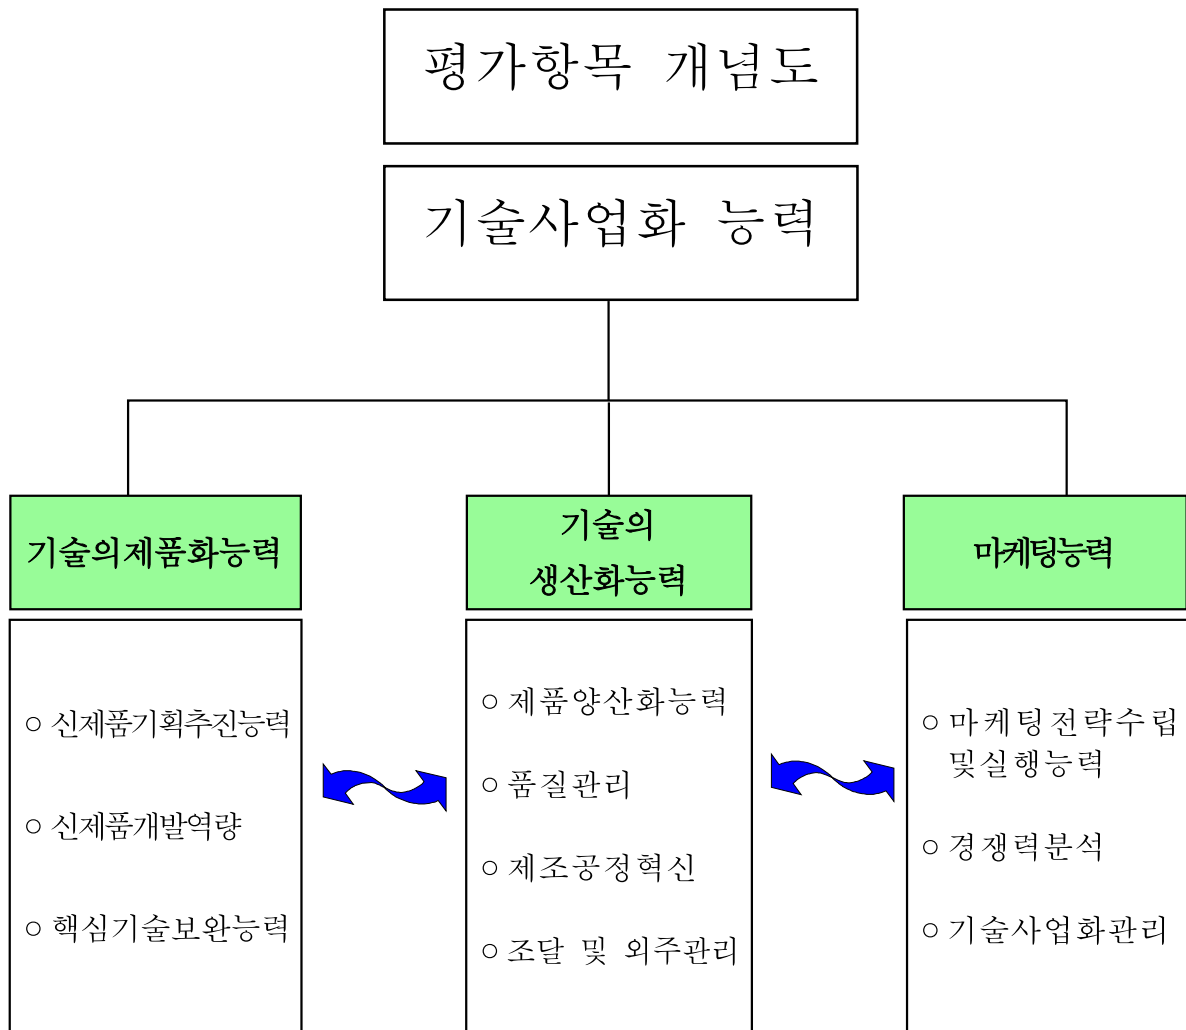 평가항목 개념도
기술사업화 능력
기술의제품화능력
○ 신제품기획추진능력
○ 신제품개발역량
○ 핵심기술보완능력
기술의
생산화능력
○ 제품양산화능력
○ 품질관리
○ 제조공정혁신
○ 조달 및 외주관리
마케팅능력
○ 마케팅전략수립
및실행능력
○ 경쟁력분석
○ 기술사업화관리